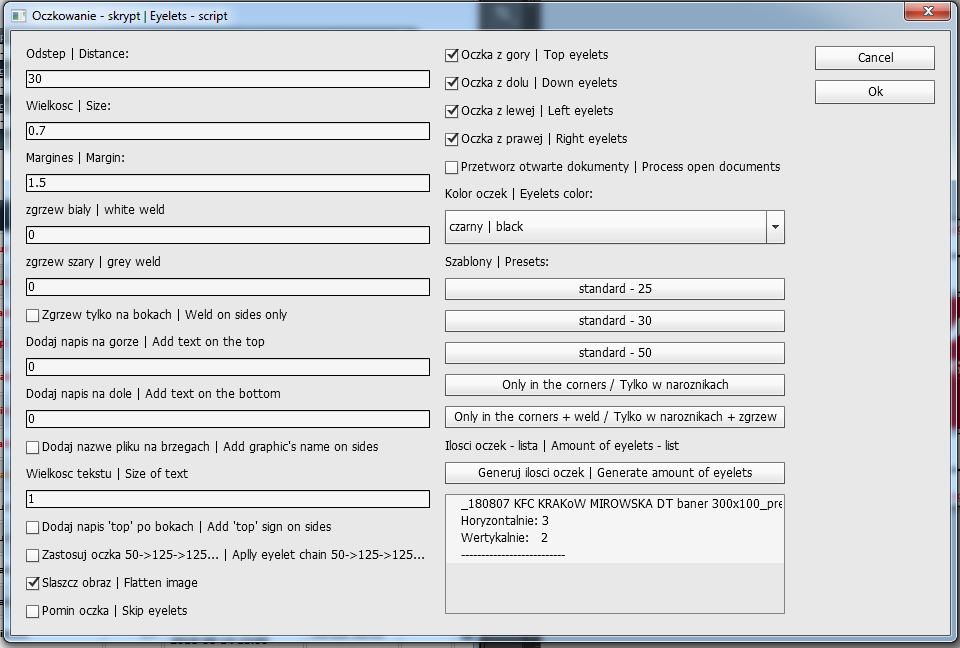 Oczkowanie - skrypt | Eyelets - script
Odstep | Distance:
30
Wielkosc | Size:
0.7
Margines | Margin:
1.5
zgrzew bialy | white weld
0
zgrzew szary | grey weld
0
Zgrzew tylko na bokach | Weld on sides only
Dodaj napis na gorze | Add text on the top
0
Dodaj napis na dole | Add text on the bottom
0
Dodaj nazwe pliku na brzegach | Add graphic's name on sides
Wielkosc tekstu | Size of text
1
Dodaj napis 'top' po bokach | Add 'top' sign on sides
Zastosuj oczka 50->125->125... | Aplly eyelet chain 50->125->125...
Slaszcz obraz | Flatten image
Pomin oczka | Skip eyelets
Oczka z gory | Top eyelets
Oczka z dolu | Down eyelets
Oczka z lewej | Left eyelets
Oczka z prawej | Right eyelets
Przetworz otwarte dokumenty | Process open documents
Kolor oczek | Eyelets color:
czarny | black
Szablony | Presets:
standard - 25
standard - 30
standard - 50
Only in the corners / Tylko w naroznikach
Only in the corners + weld / Tylko w naroznikach + zgrzew
Ilosci oczek - lista | Amount of eyelets - list
Generuj ilosci oczek | Generate amount of eyelets
_180807 KFC KRAKoW MIROWSKA DT baner 300x100_pre
Horyzontalnie: 3
Wertykalnie: 2
--------------------------
Cancel
Ok